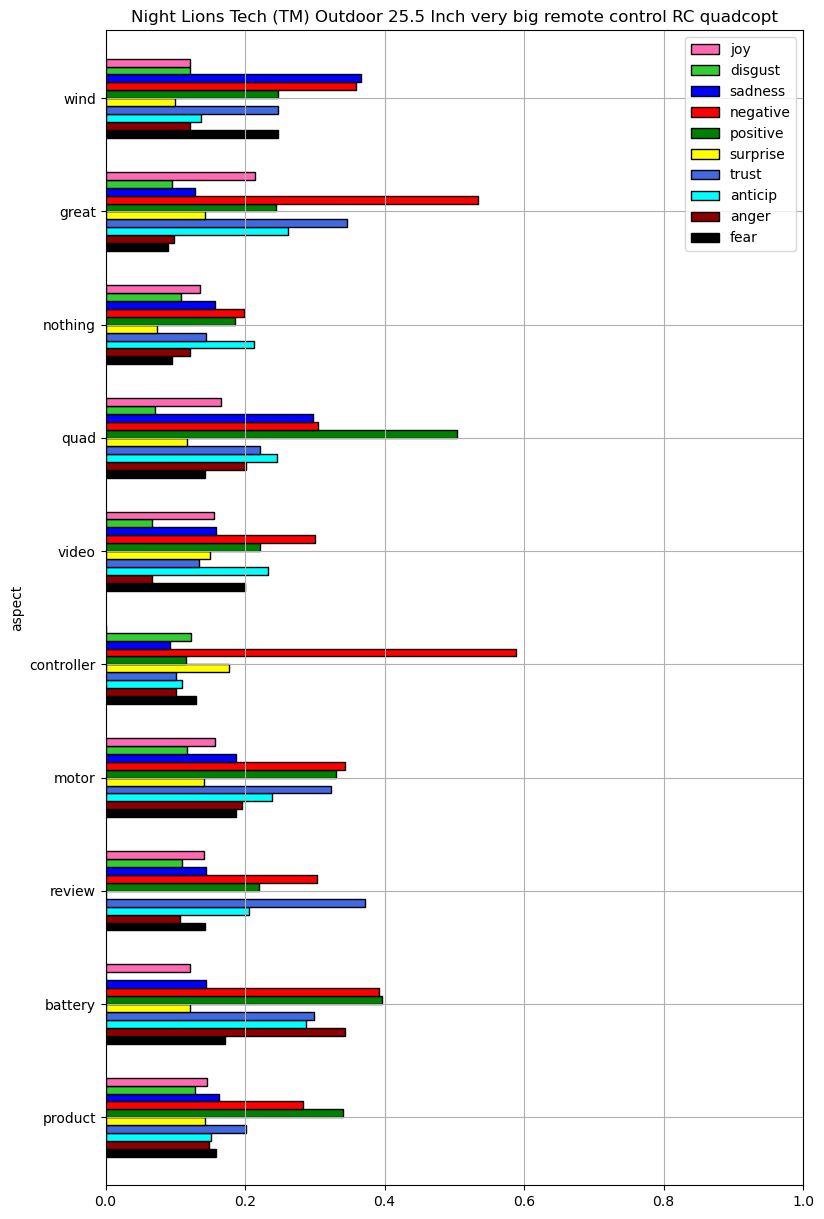 Night Lions Tech (TM) Outdoor 25.5 Inch very big remote control RC quadcopt
joy
disgust
sadness
negative
positive
surprise
trust
anticip
anger
fear
wind
great
nothing
quad
video
controller
motor
review
battery
product
aspect
0.0 0.2 0.4 0.6 0.8 1.0